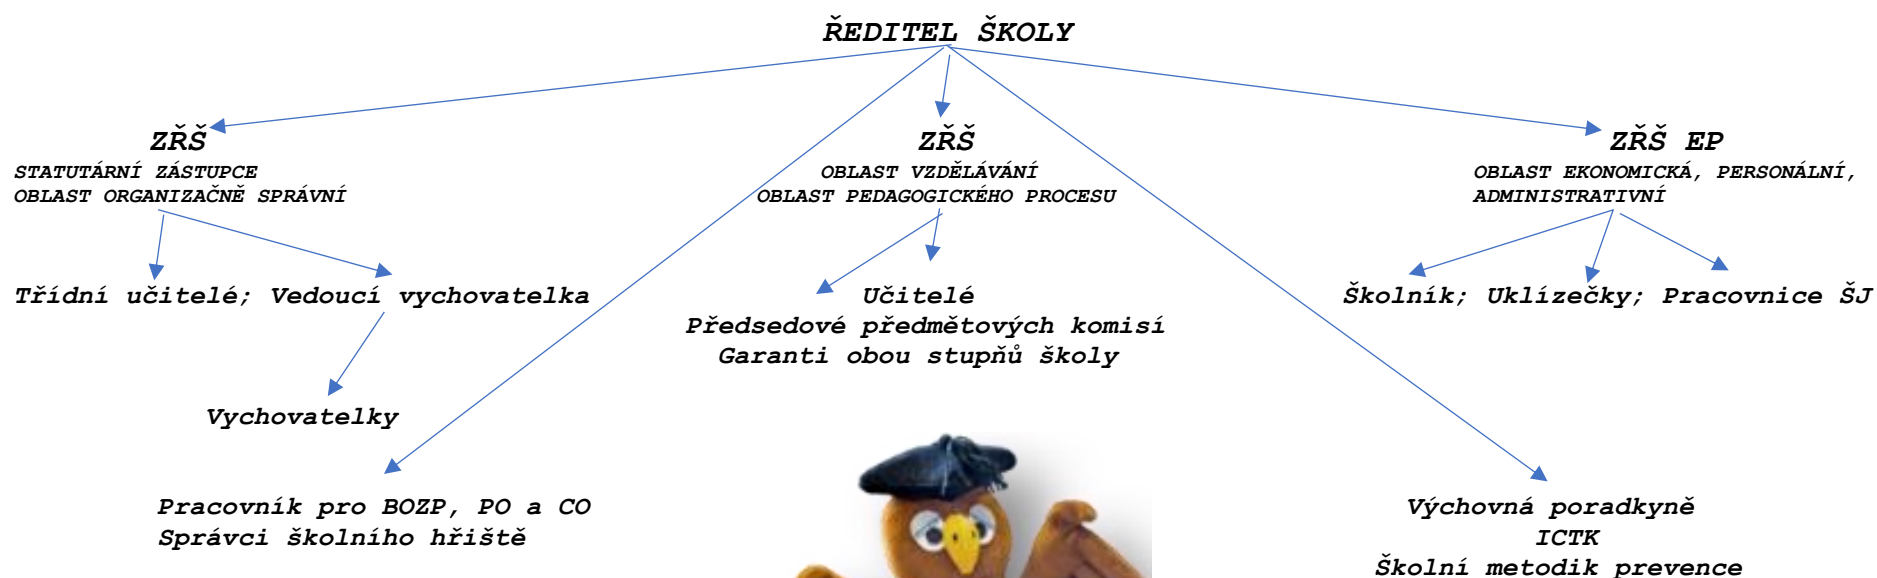 ŘEDITEL ŠKOLY
ZŘŠ
STATUTÁRNÍ ZÁSTUPCE
OBLAST ORGANIZAČNĚ SPRÁVNÍ
ZŘŠ
OBLAST VZDĚLÁVÁNÍ
OBLAST PEDAGOGICKÉHO PROCESU
ZŘŠ EP
OBLAST EKONOMICKÁ, PERSONÁLNÍ,
ADMINISTRATIVNÍ
Třídní učitelé; Vedoucí vychovatelka
Učitelé
Předsedové předmětových komisí
Garanti obou stupňů školy
Školník; Uklízečky; Pracovnice ŠJ
Vychovatelky
Pracovník pro BOZP, PO a CO
Správci školního hřiště
Výchovná poradkyně
ICTK
Školní metodik prevence